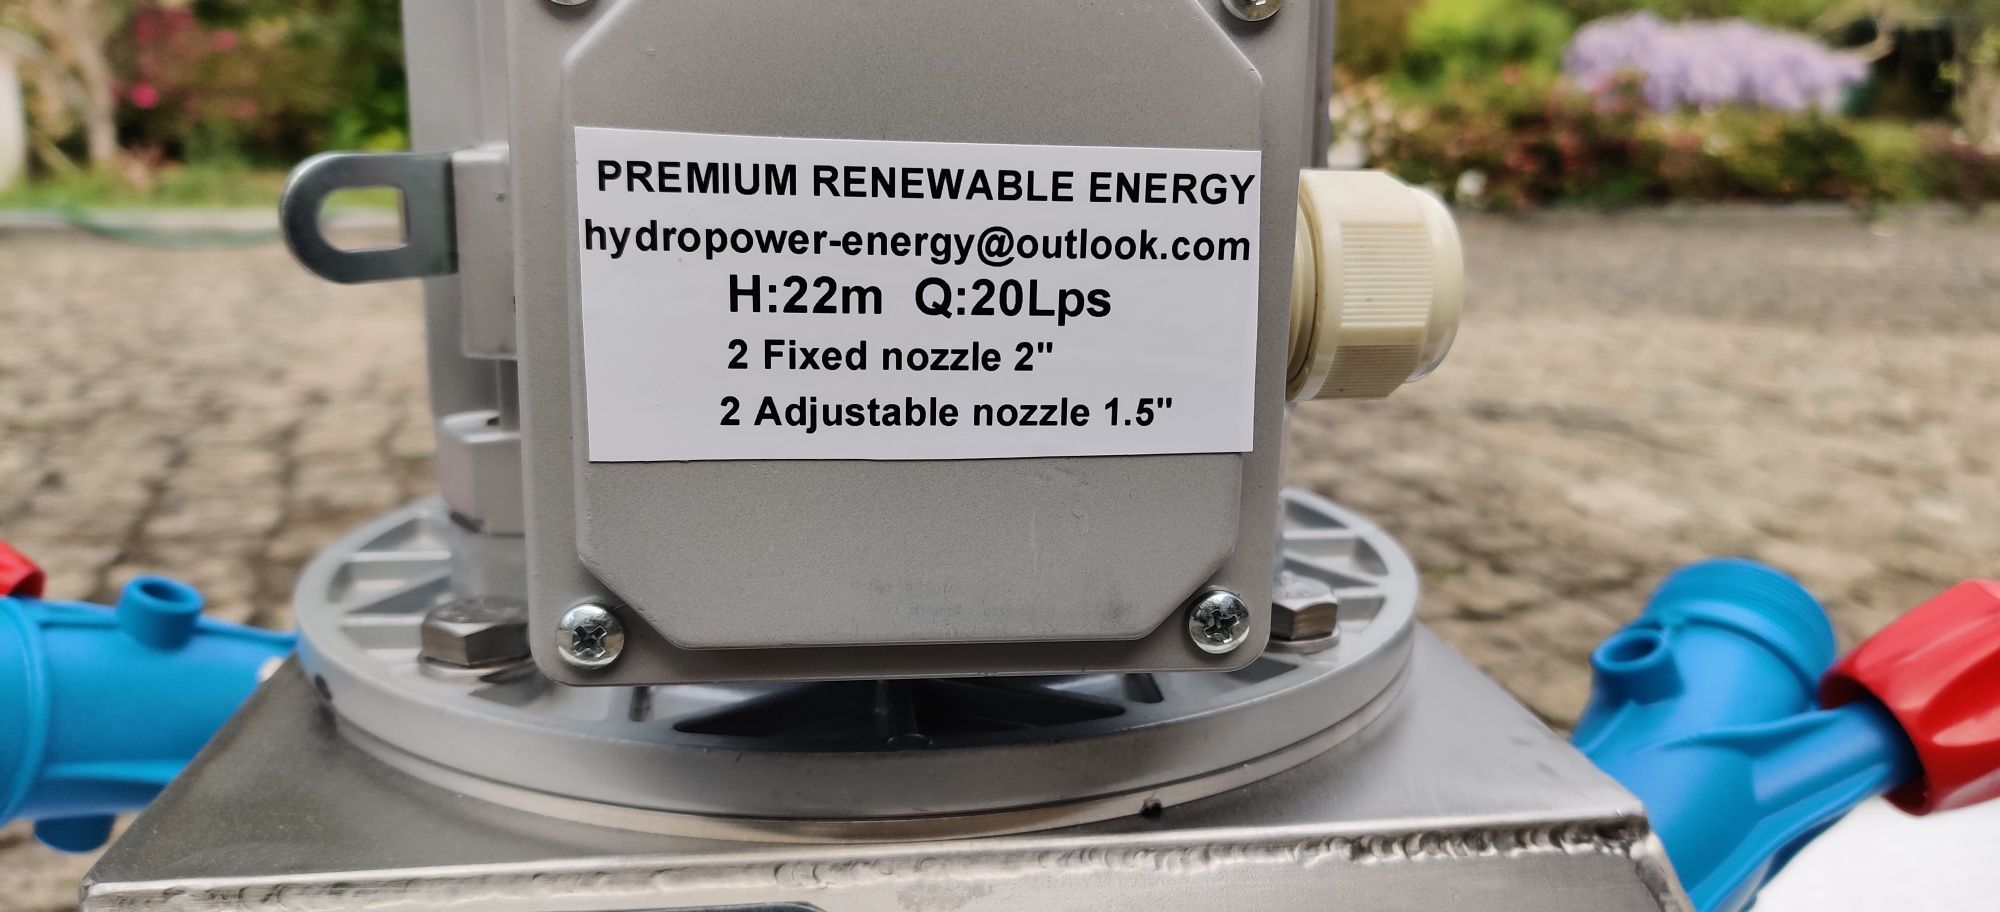 PREMIUM RENEWABLE ENERGY
hydropower-energy@outlook.com
H:22m Q:20Lps
2 Fixed nozzle 2"
2 Adjustable nozzle 1.5"